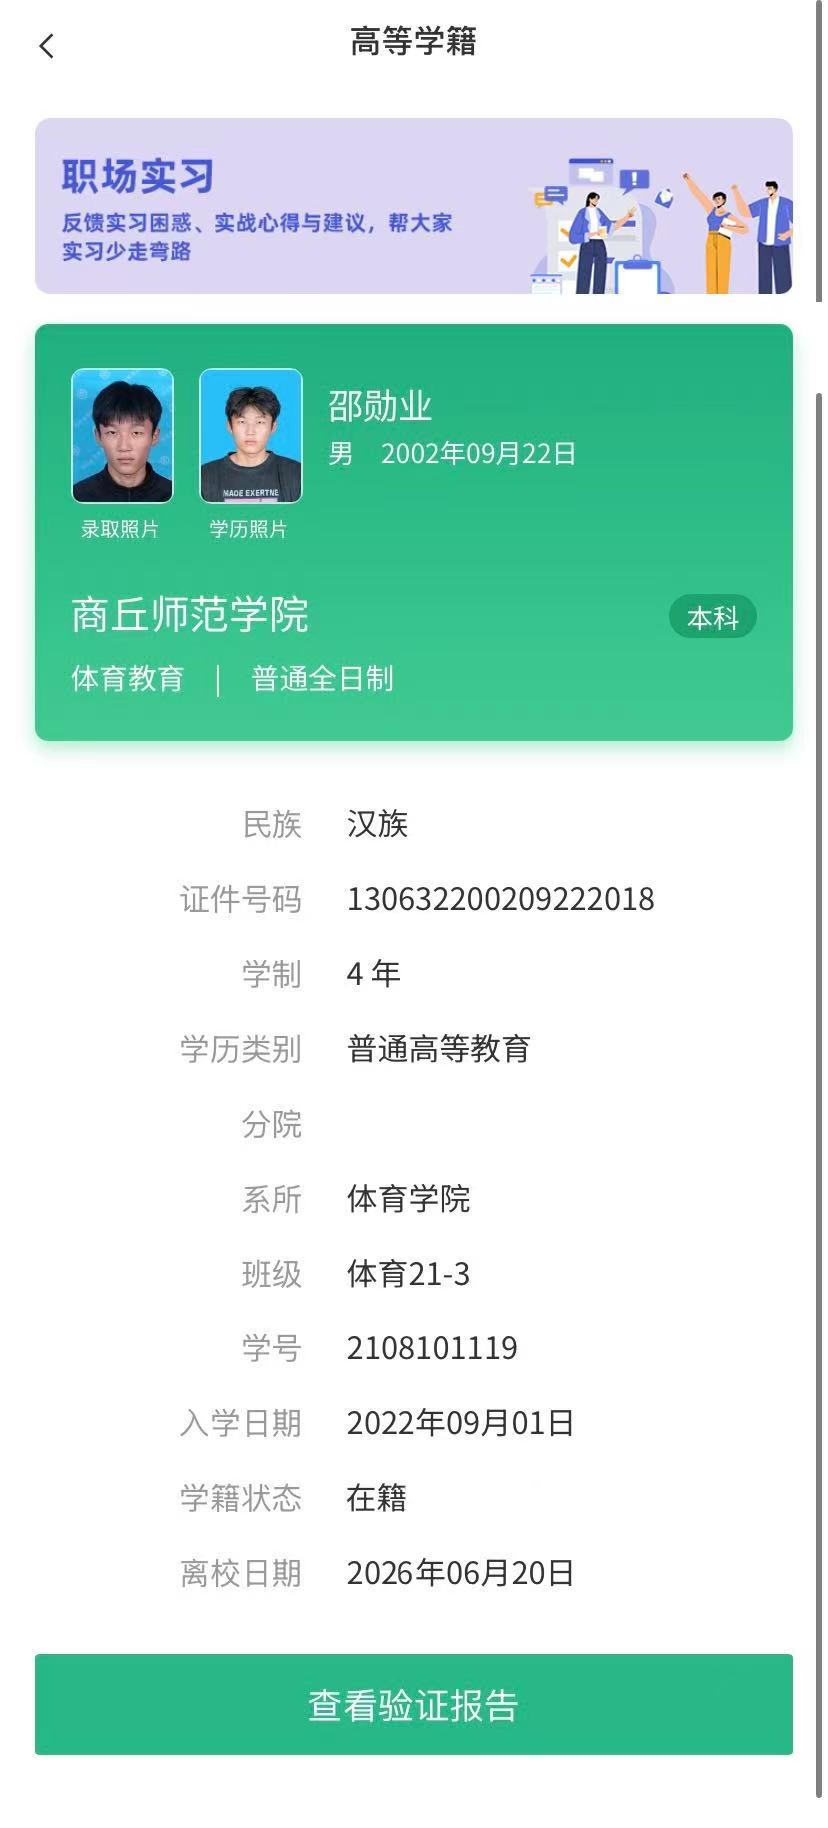 高等学籍
职场实习
反馈实习困惑、实战心得与建议，帮大家
实习少走弯路
邵勋业
男 2002年09月22日
MADE EXERTNE
录取照片 学历照片
商丘师范学院 本科
体育教育 | 普通全日制
民族 汉族
证件号码 130632200209222018
学制 4 年
学历类别 普通高等教育
分院
系所 体育学院
班级 体育21-3
学号 2108101119
入学日期 2022年09月01日
学籍状态 在籍
离校日期 2026年06月20日
查看验证报告